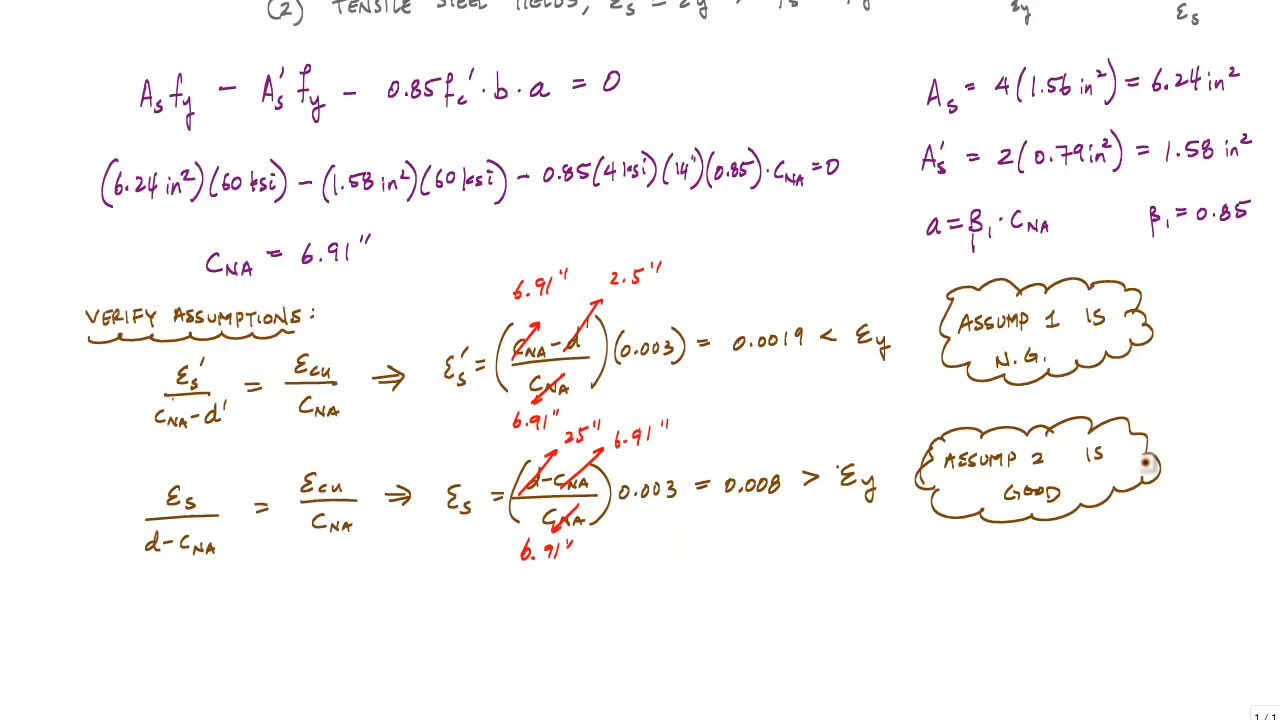 (2) TENSILE STEEL YIELDS, εs = εy
εy
εs
As fy − A's fy − 0.85 f'c · b · a = 0
As = 4(1.56 in²) = 6.24 in²
(6.24 in²)(60 ksi) − (1.58 in²)(60 ksi) − 0.85(4 ksi)(14")(0.85) · CNA = 0
A's = 2(0.79 in²) = 1.58 in²
a = β1 · CNA β1 = 0.85
CNA = 6.91"
VERIFY ASSUMPTIONS:
6.91" 2.5"
ε's / (CNA − d') = εcu / CNA ⇒ ε's = ((CNA − d') / CNA)(0.003) = 0.0019 < εy
6.91"
ASSUMP 1 IS
N.G.
25" 6.91"
εs / (d − CNA) = εcu / CNA ⇒ εs = ((d − CNA) / CNA) 0.003 = 0.008 > εy
6.91"
ASSUMP 2 IS
GOOD
1/1